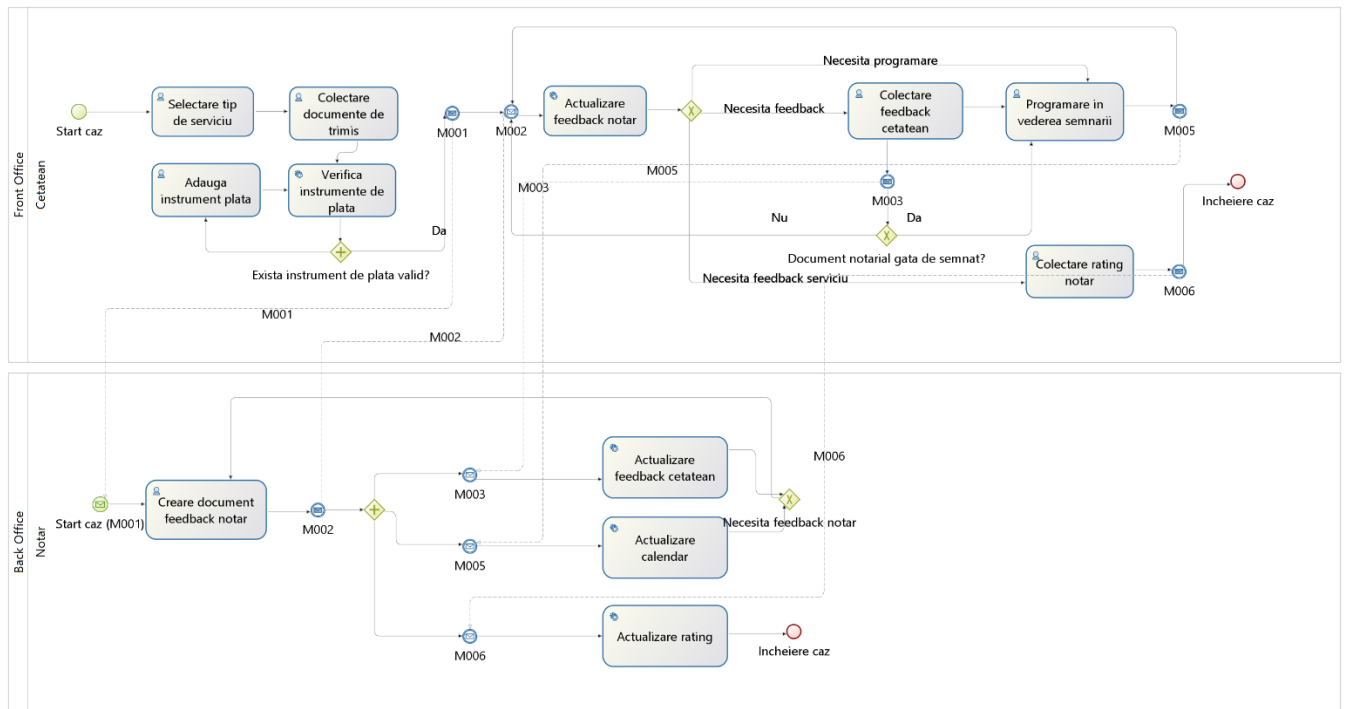 Front Office
Cetatean
Start caz
Selectare tip
de serviciu
Colectare
documente de
trimis
Adauga
instrument plata
Verifica
instrumente de
plata
Da
Exista instrument de plata valid?
M001
M002
Actualizare
feedback notar
Necesita programare
Necesita feedback
Colectare
feedback
cetatean
Programare in
vederea semnarii
M005
M003
M005
M003
Nu
Da
Document notarial gata de semnat?
Necesita feedback serviciu
Colectare rating
notar
M006
Incheiere caz
M001
M002
Back Office
Notar
Start caz (M001)
Creare document
feedback notar
M002
M003
Actualizare
feedback cetatean
M006
Necesita feedback notar
M005
Actualizare
calendar
M006
Actualizare rating
Incheiere caz